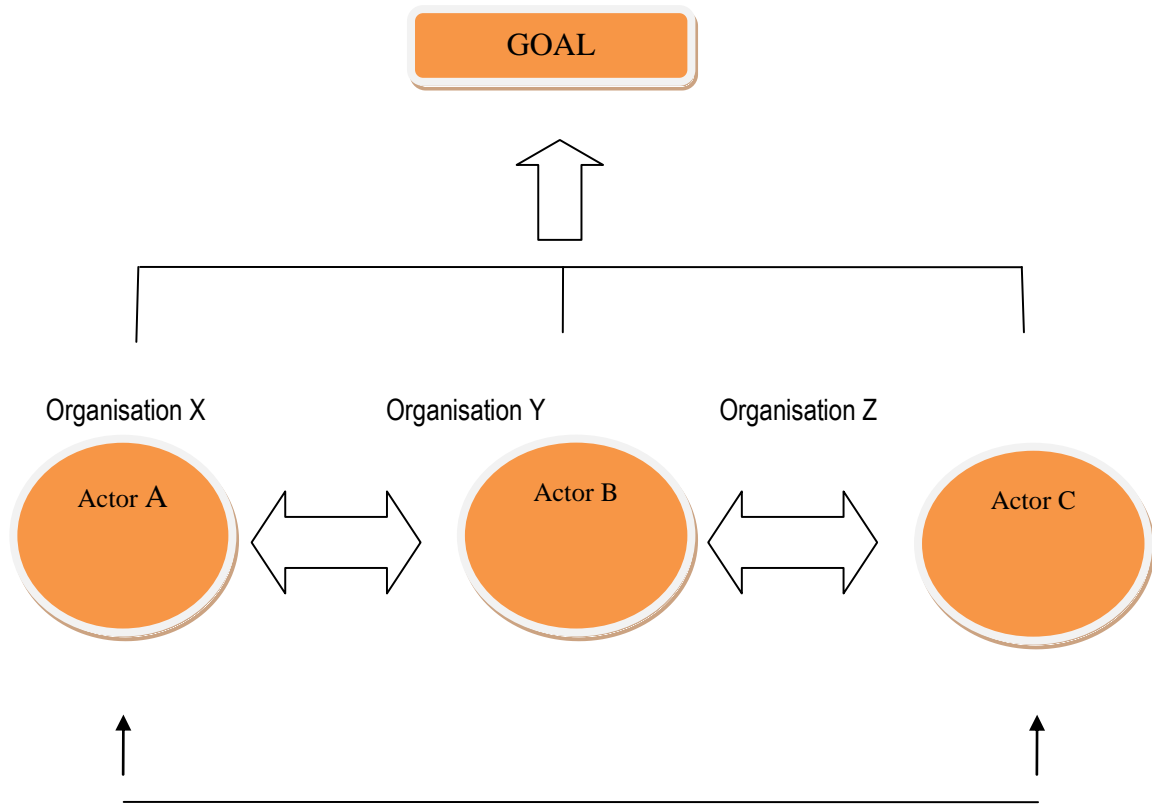 GOAL
Organisation X
Organisation Y
Organisation Z
Actor A
Actor B
Actor C